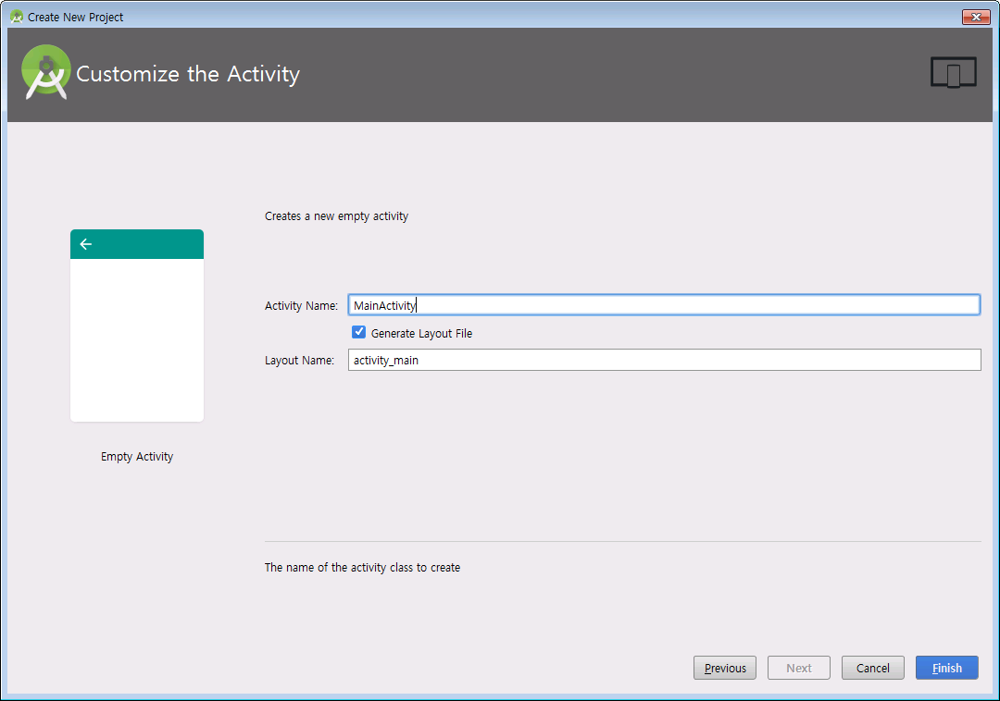 Create New Project
Customize the Activity
Creates a new empty activity
Activity Name: MainActivity
Generate Layout File
Layout Name: activity_main
Empty Activity
The name of the activity class to create
Previous Next Cancel Finish